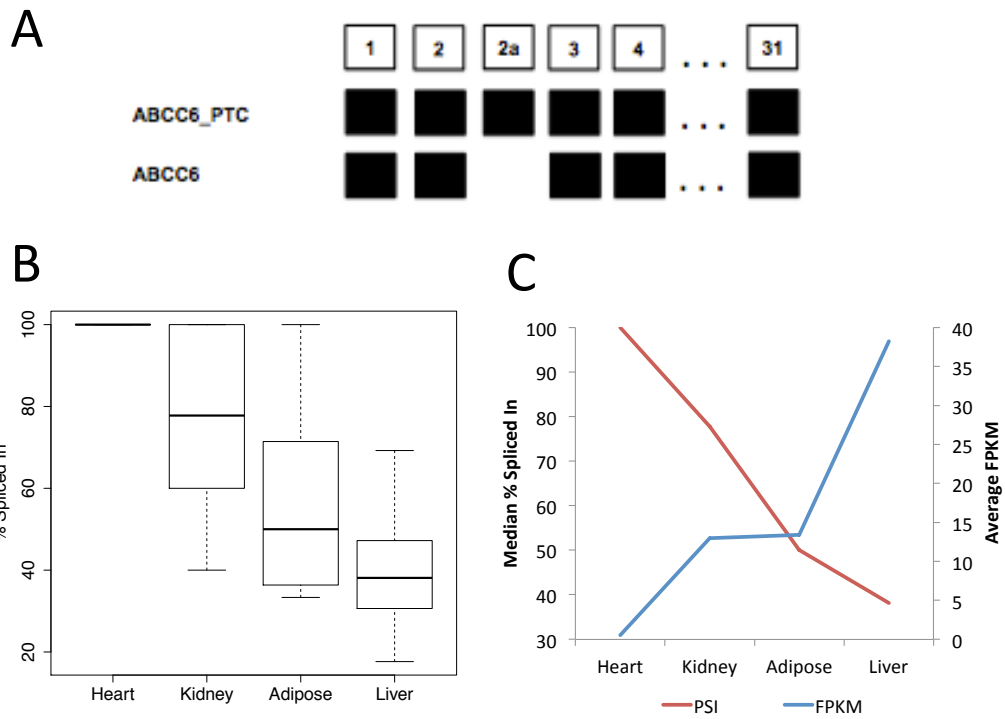 A
1 2 2a 3 4 ... 31
ABCC6_PTC ...
ABCC6 ...
B
% Spliced In
100
80
60
40
20
Heart Kidney Adipose Liver
C
Median % Spliced In
100
90
80
70
60
50
40
30
40
35
30
25
20
15
10
5
0
Average FPKM
Heart Kidney Adipose Liver
PSI FPKM